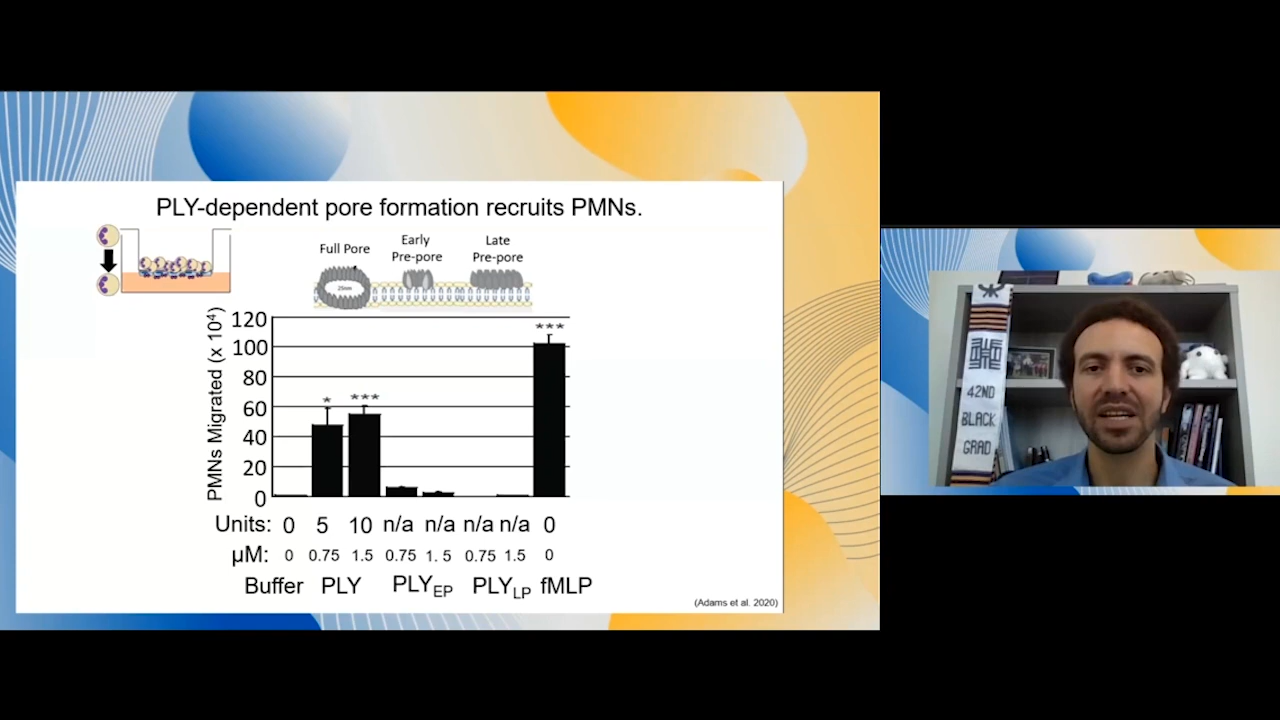 PLY-dependent pore formation recruits PMNs.
Full Pore
Early
Pre-pore
Late
Pre-pore
25nm
PMNs Migrated (x 10⁴)
120
100
80
60
40
20
0
*
***
***
Units: 0 5 10 n/a n/a n/a n/a 0
µM: 0 0.75 1.5 0.75 1. 5 0.75 1.5 0
Buffer PLY PLY_EP PLY_LP fMLP
(Adams et al. 2020)
42ND
BLACK
GRAD